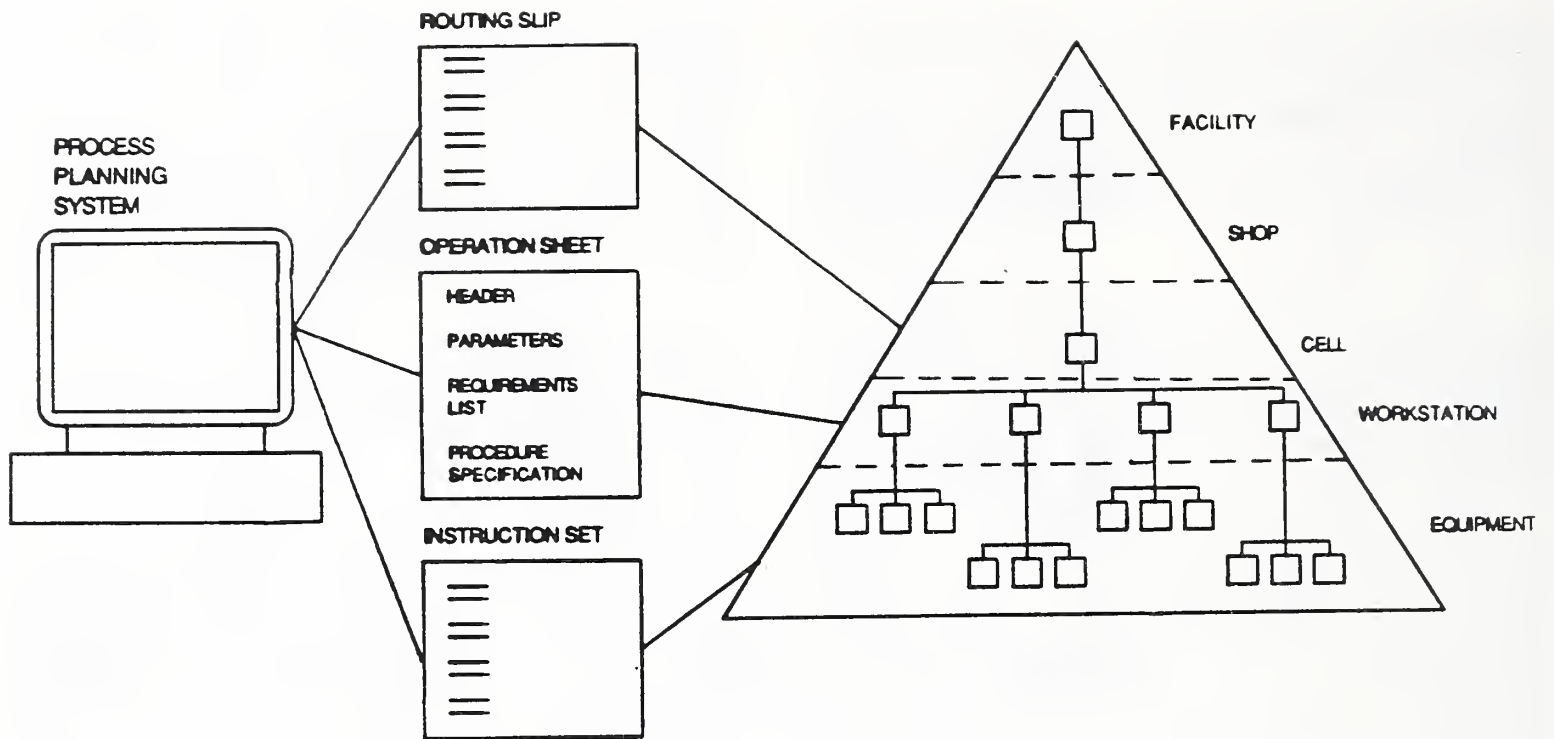 PROCESS
PLANNING
SYSTEM
ROUTING SLIP
OPERATION SHEET
HEADER
PARAMETERS
REQUIREMENTS
LIST
PROCEDURE
SPECIFICATION
INSTRUCTION SET
FACILITY
SHOP
CELL
WORKSTATION
EQUIPMENT